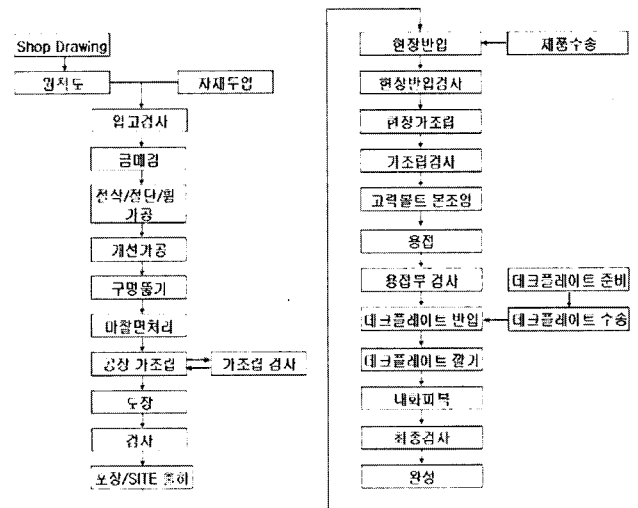 Shop Drawing
원척도
자재투입
입고검사
금매김
절삭/절단/휨
가공
개선가공
구멍뚫기
마찰면처리
공장 가조립
가조립 검사
도장
검사
포장/SITE 출하
현장반입
제품수송
현장반입검사
현장가조립
가조립검사
고력볼트 본조임
용접
용접부 검사
데크플레이트 준비
데크플레이트 반입
데크플레이트 수송
데크플레이트 깔기
내화피복
최종검사
완성